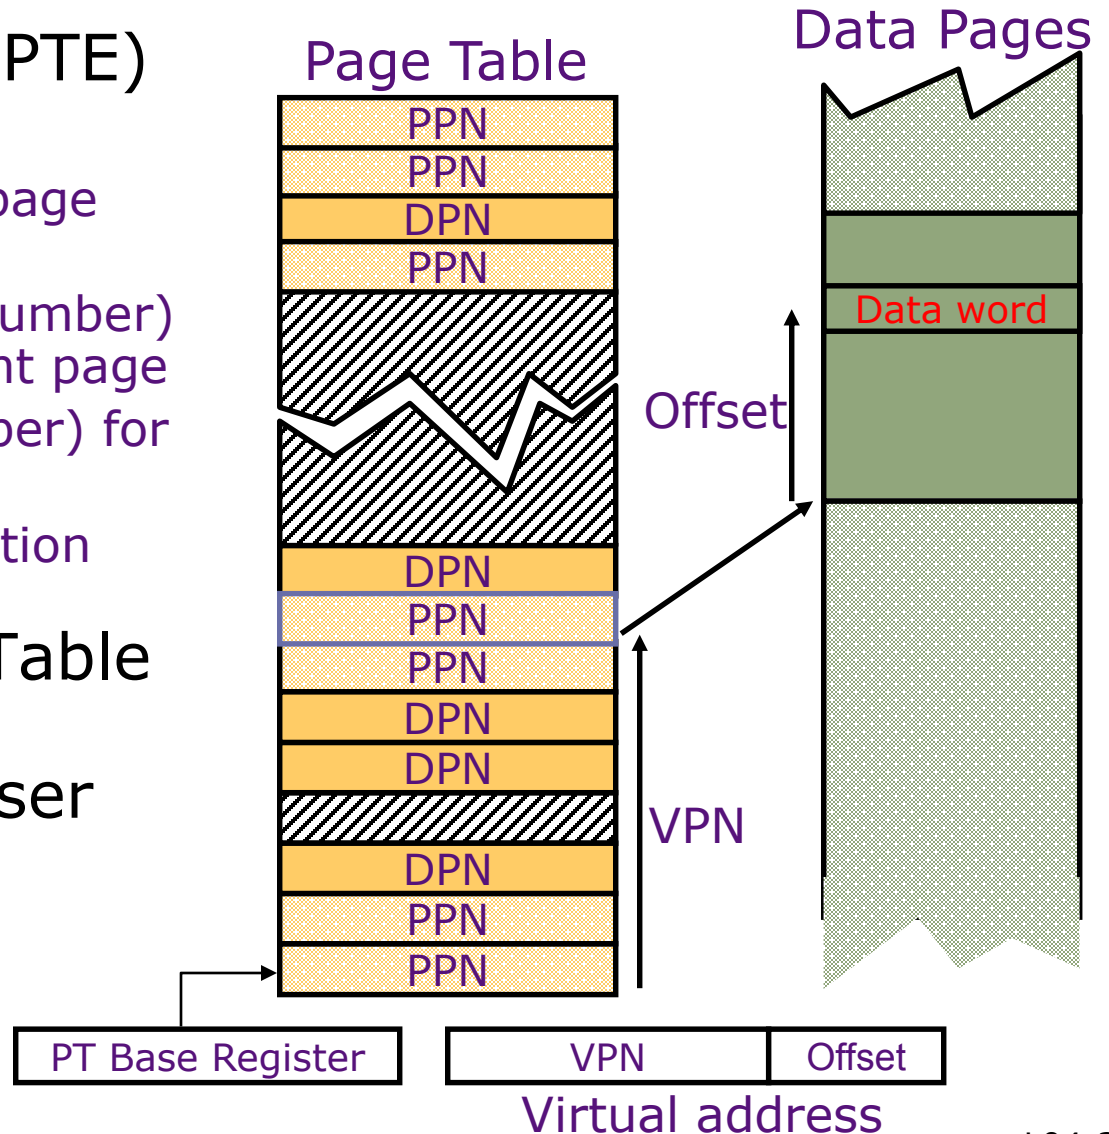 PTE)
page
umber)
nt page
ber) for
tion
Table
ser
Page Table
PPN
PPN
DPN
PPN
DPN
PPN
PPN
DPN
DPN
DPN
PPN
PPN
VPN
Offset
Data Pages
Data word
PT Base Register
VPN
Offset
Virtual address